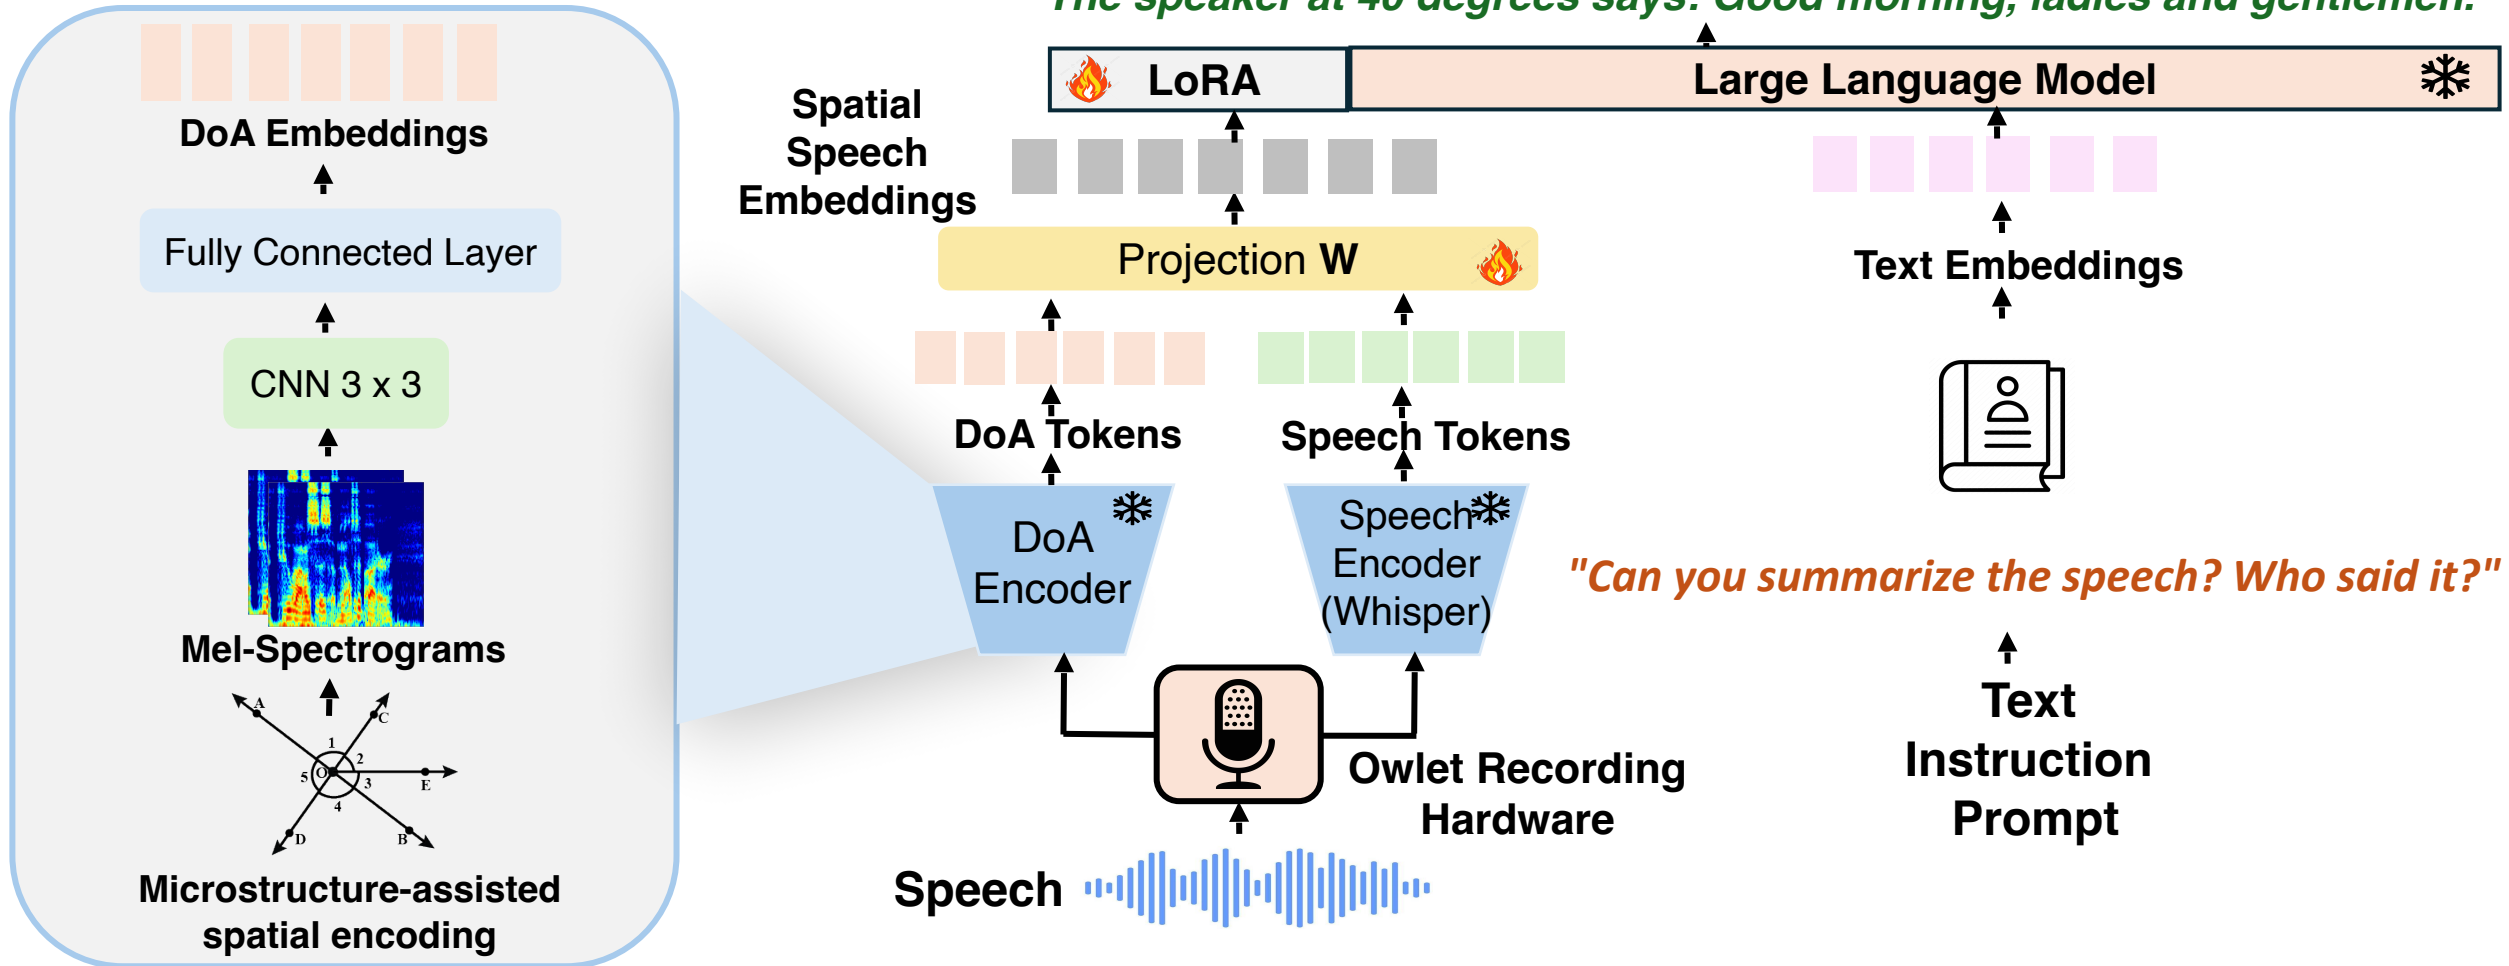 The speaker at 40 degrees says: Good morning, ladies and gentlemen.
DoA Embeddings
Fully Connected Layer
CNN 3 x 3
Mel-Spectrograms
A
C
1
2
5
O
3
E
4
D
B
Microstructure-assisted
spatial encoding
LoRA
Large Language Model
Spatial
Speech
Embeddings
Projection W
Text Embeddings
DoA Tokens
Speech Tokens
DoA
Encoder
Speech
Encoder
(Whisper)
"Can you summarize the speech? Who said it?"
Owlet Recording
Hardware
Speech
Text
Instruction
Prompt